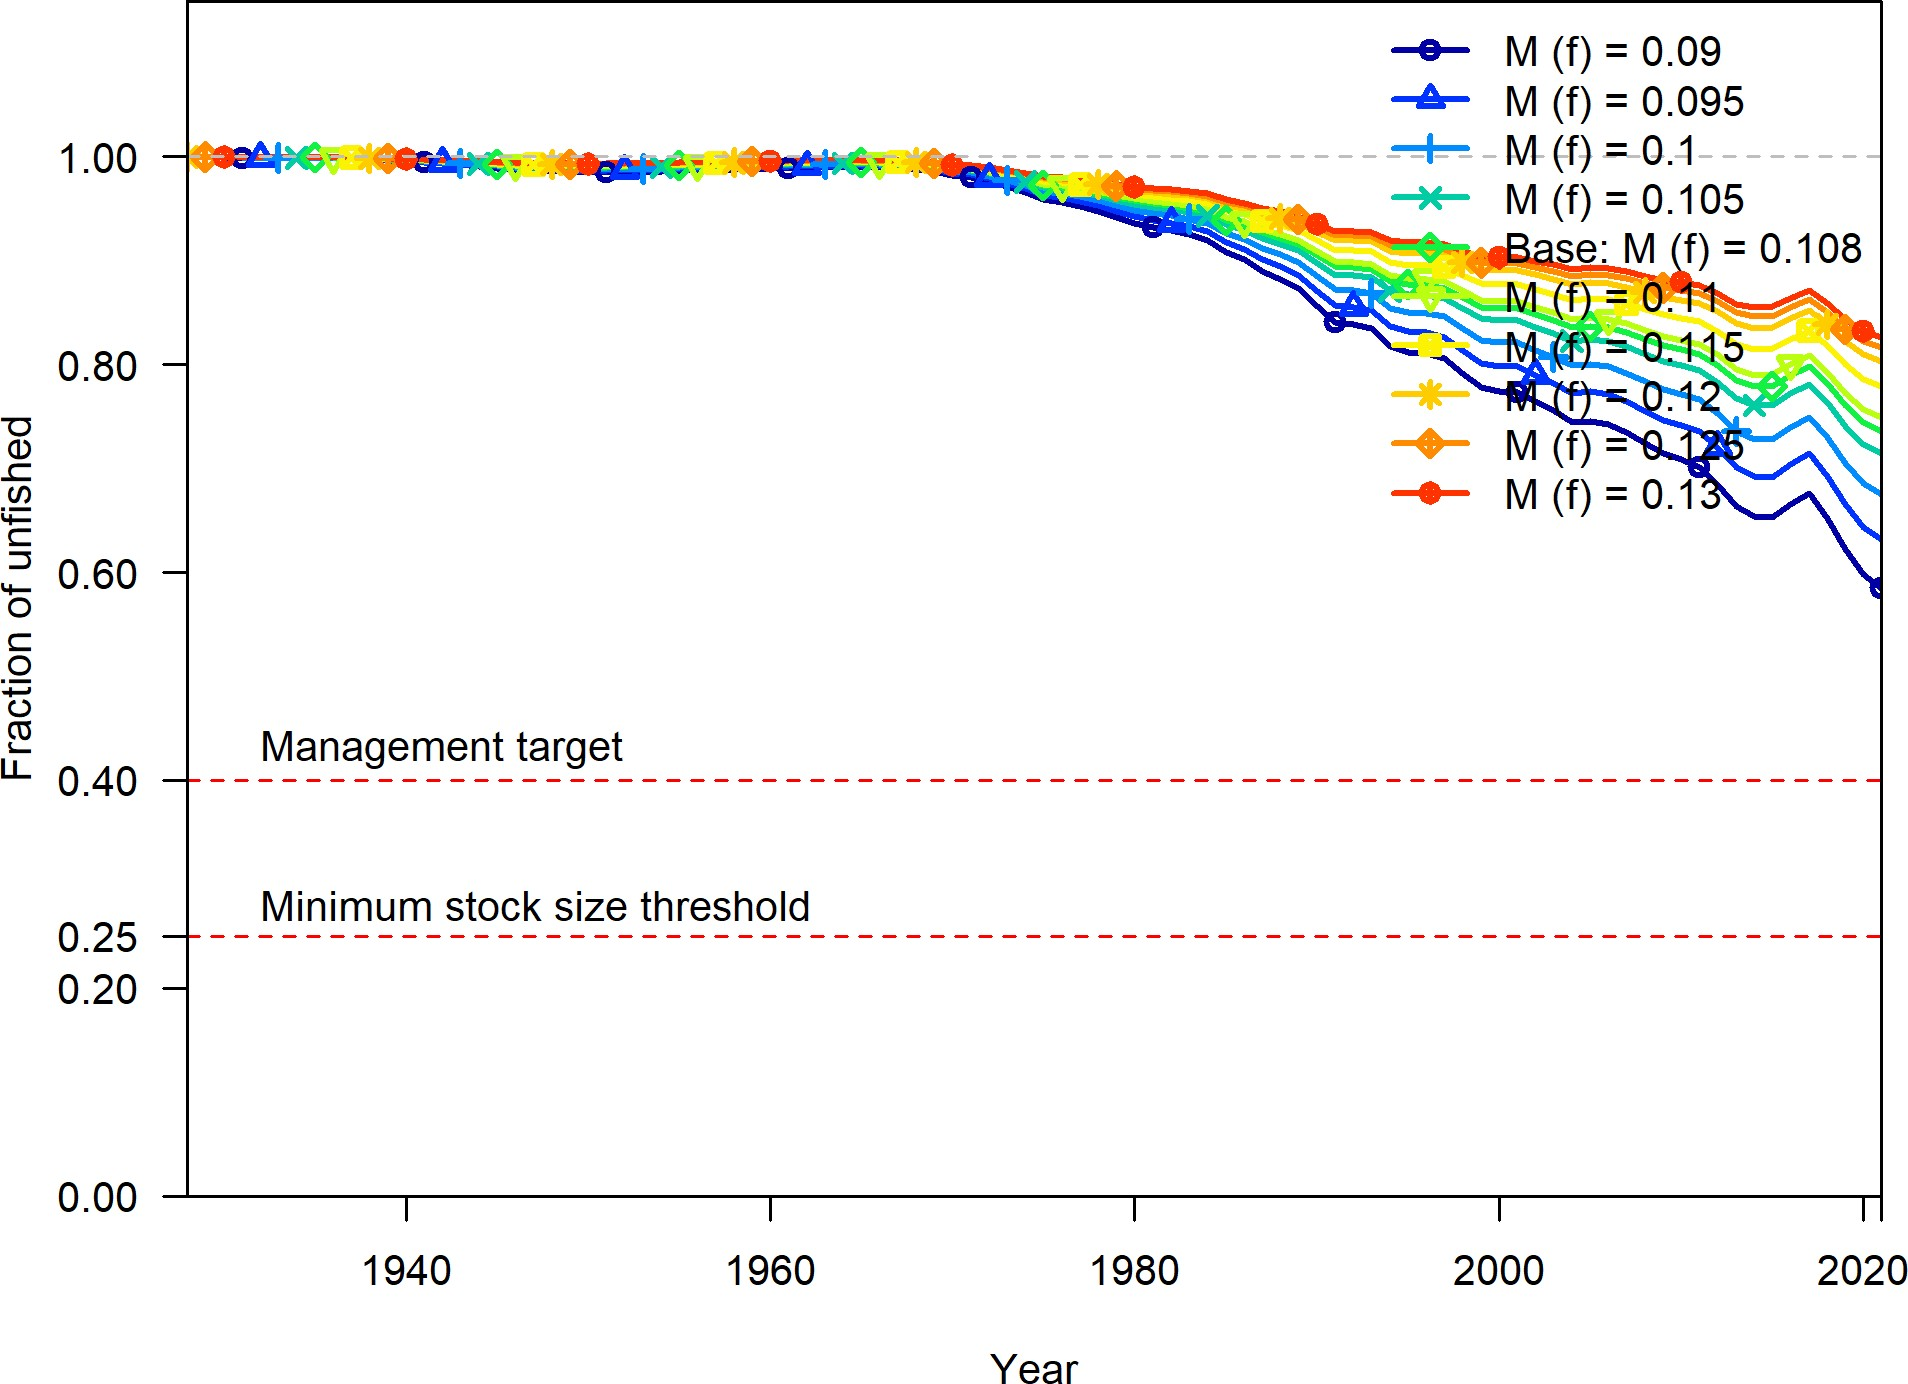 M (f) = 0.09
M (f) = 0.095
M (f) = 0.1
M (f) = 0.105
Base: M (f) = 0.108
M (f) = 0.11
M (f) = 0.115
M (f) = 0.12
M (f) = 0.125
M (f) = 0.13
1.00
0.80
0.60
0.40
0.25
0.20
0.00
Fraction of unfished
Management target
Minimum stock size threshold
1940
1960
1980
2000
2020
Year